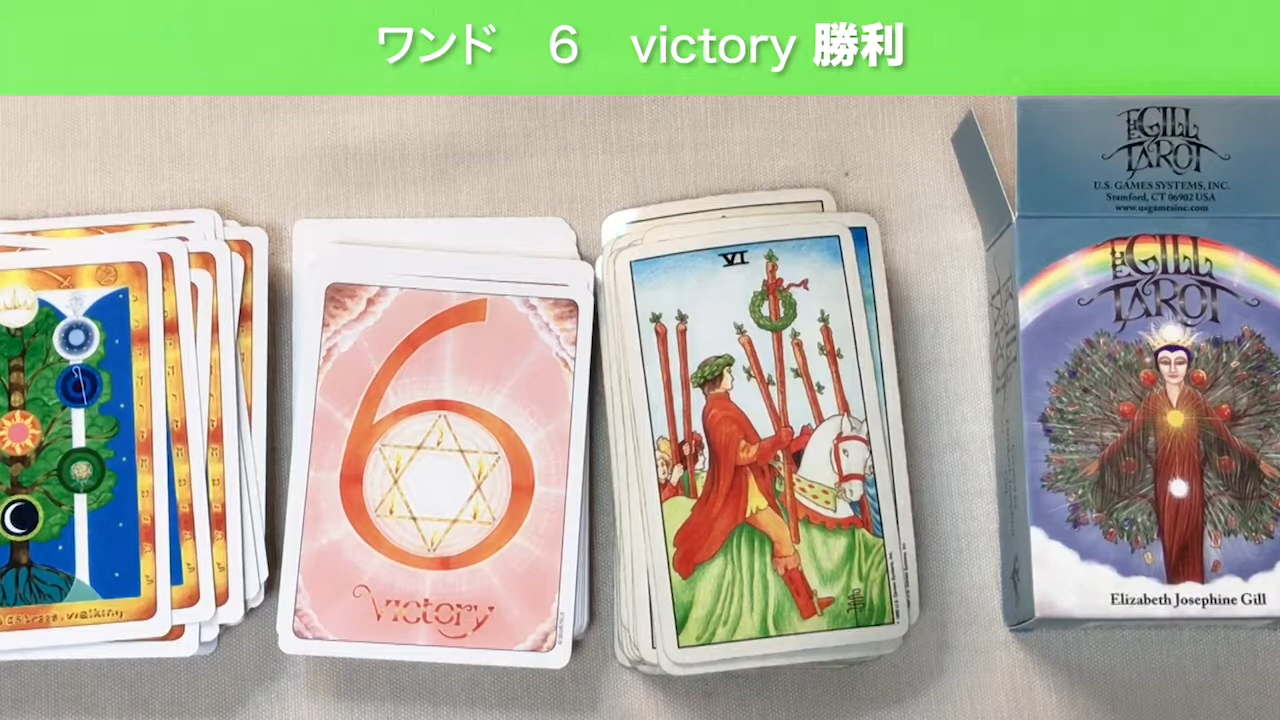 ワンド 6 victory 勝利
THE GILL TAROT
U.S. GAMES SYSTEMS, INC.
Stamford, CT 06902 USA
www.usgamesinc.com
THE GILL TAROT
VI
6
Victory
Elizabeth Josephine Gill